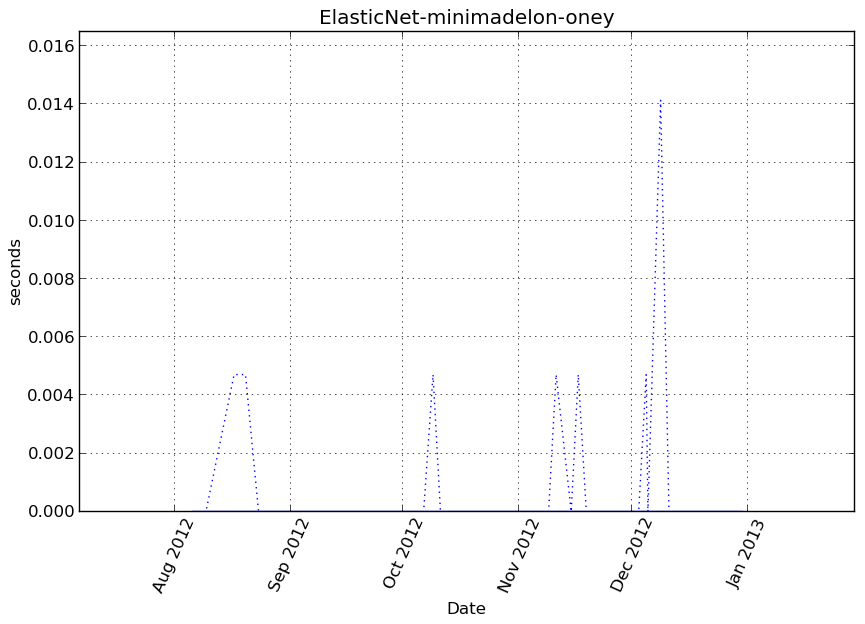 ElasticNet-minimadelon-oney
0.016
0.014
0.012
0.010
0.008
0.006
0.004
0.002
0.000
seconds
Aug 2012
Sep 2012
Oct 2012
Nov 2012
Dec 2012
Jan 2013
Date